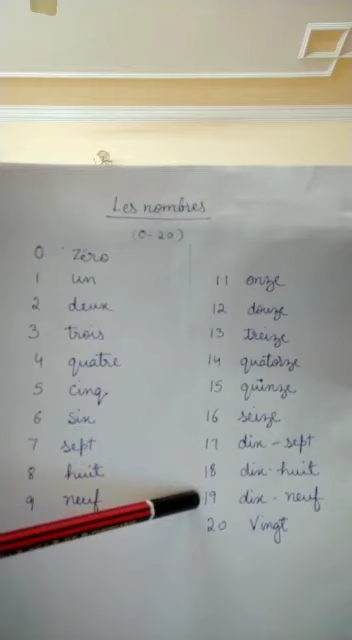 Les nombres
(0-20)
0 Zéro
1 un
2 deux
3 trois
4 quatre
5 cinq
6 six
7 sept
8 huit
9 neuf
11 onze
12 douze
13 treize
14 quatorze
15 quinze
16 seize
17 dix-sept
18 dix-huit
19 dix-neuf
20 Vingt